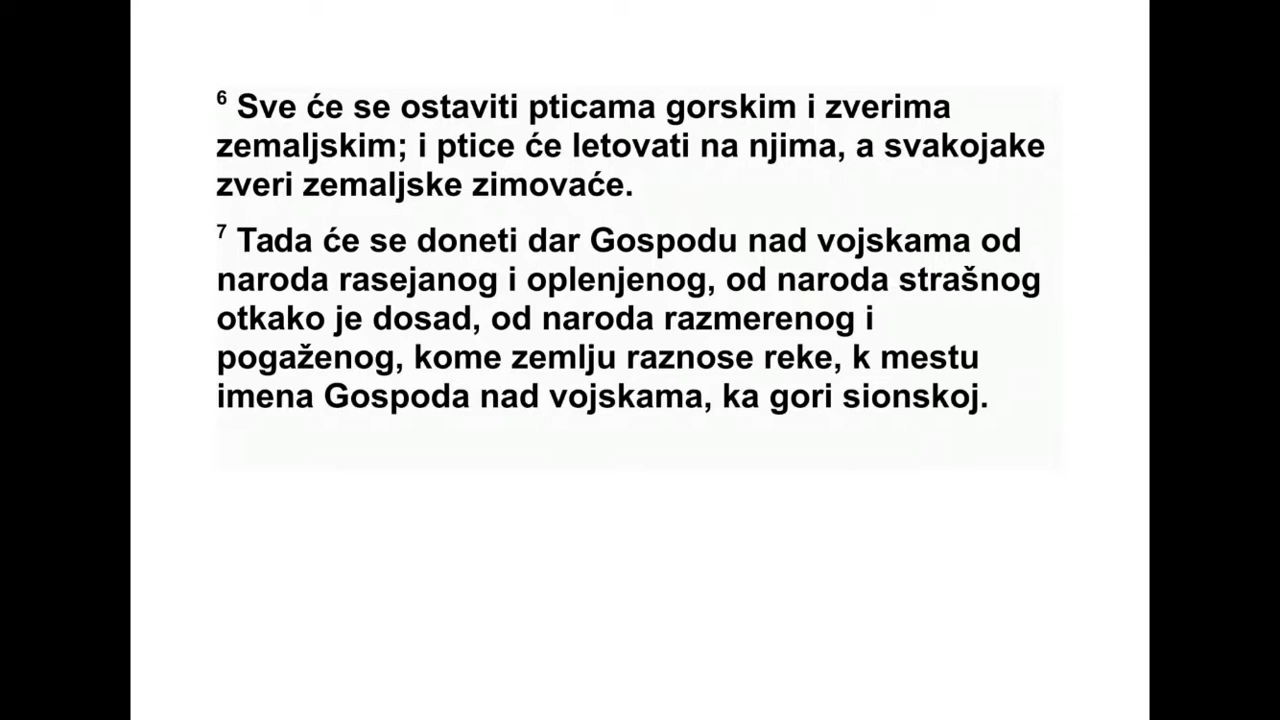 6 Sve će se ostaviti pticama gorskim i zverima
zemaljskim; i ptice će letovati na njima, a svakojake
zveri zemaljske zimovaće.
7 Tada će se doneti dar Gospodu nad vojskama od
naroda rasejanog i oplenjenog, od naroda strašnog
otkako je dosad, od naroda razmerenog i
pogaženog, kome zemlju raznose reke, k mestu
imena Gospoda nad vojskama, ka gori sionskoj.